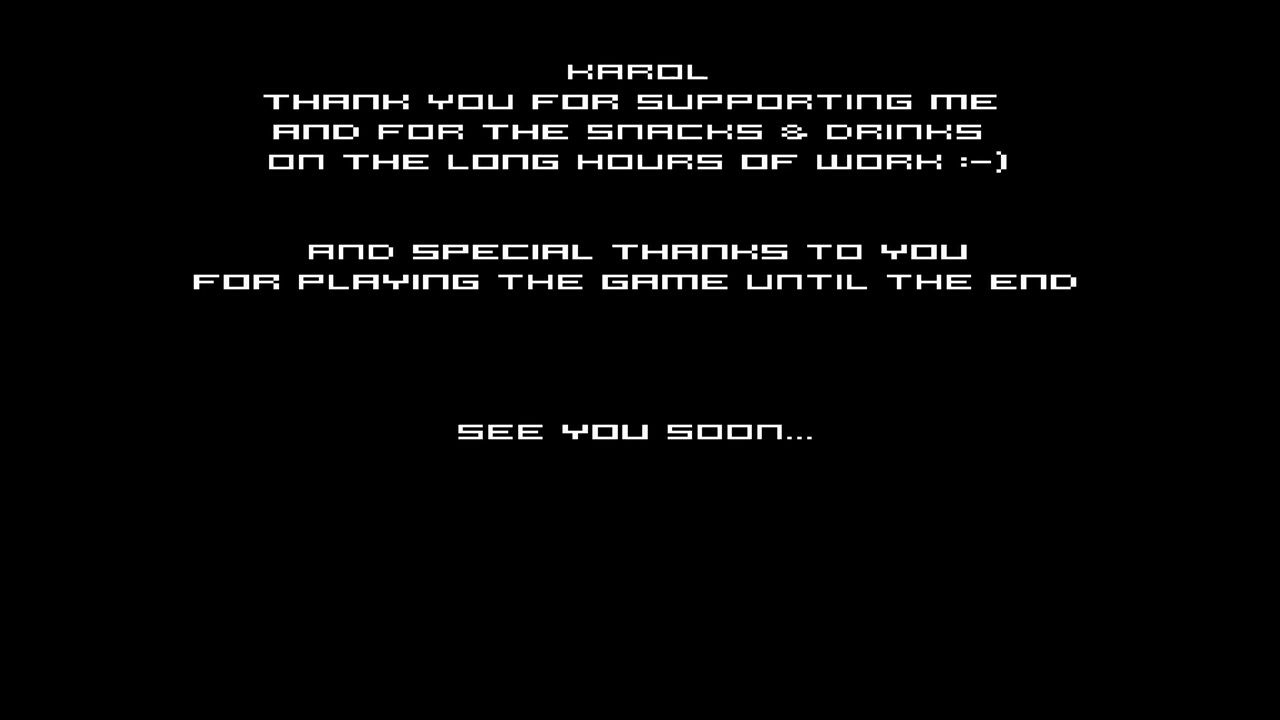 KAROL
THANK YOU FOR SUPPORTING ME
AND FOR THE SNACKS & DRINKS
ON THE LONG HOURS OF WORK :-)
AND SPECIAL THANKS TO YOU
FOR PLAYING THE GAME UNTIL THE END
SEE YOU SOON...